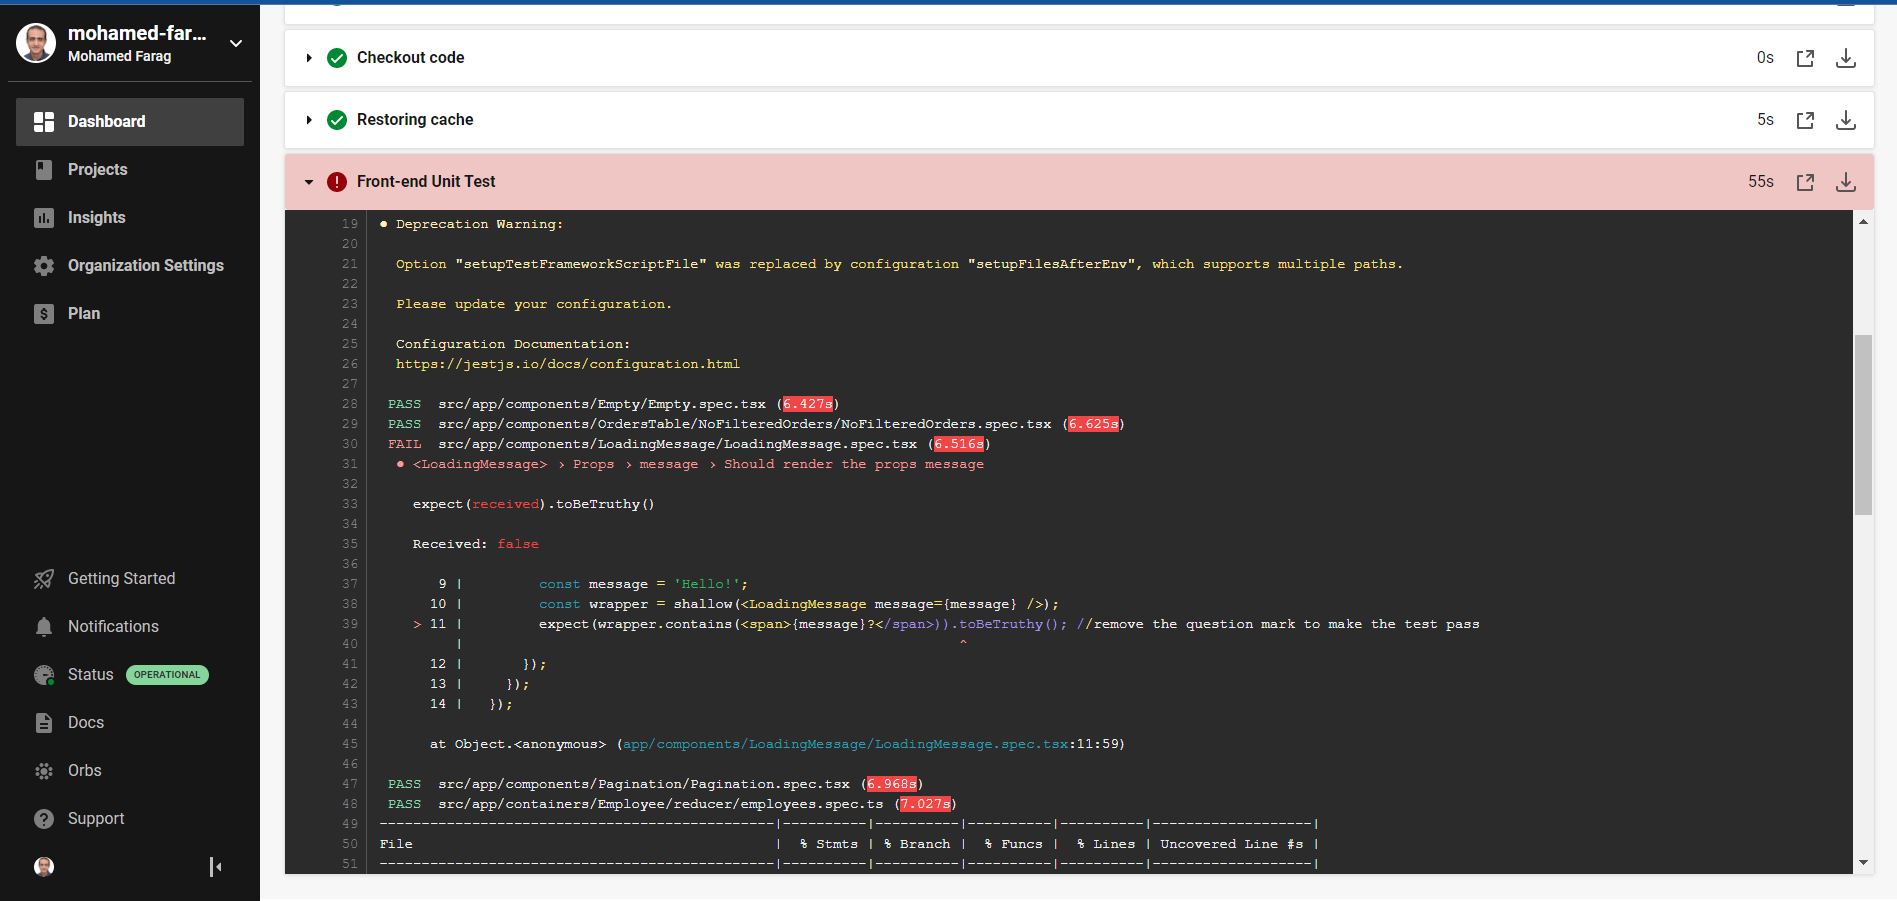 mohamed-far...
Mohamed Farag
Dashboard
Projects
Insights
Organization Settings
Plan
Getting Started
Notifications
Status OPERATIONAL
Docs
Orbs
Support
Checkout code 0s
Restoring cache 5s
Front-end Unit Test 55s
19 ● Deprecation Warning:
20
21 Option "setupTestFrameworkScriptFile" was replaced by configuration "setupFilesAfterEnv", which supports multiple paths.
22
23 Please update your configuration.
24
25 Configuration Documentation:
26 https://jestjs.io/docs/configuration.html
27
28 PASS src/app/components/Empty/Empty.spec.tsx (6.427s)
29 PASS src/app/components/OrdersTable/NoFilteredOrders/NoFilteredOrders.spec.tsx (6.625s)
30 FAIL src/app/components/LoadingMessage/LoadingMessage.spec.tsx (6.516s)
31 ● <LoadingMessage> › Props › message › Should render the props message
32
33 expect(received).toBeTruthy()
34
35 Received: false
36
37 9 | const message = 'Hello!';
38 10 | const wrapper = shallow(<LoadingMessage message={message} />);
39 > 11 | expect(wrapper.contains(<span>{message}?</span>)).toBeTruthy(); //remove the question mark to make the test pass
40 | ^
41 12 | });
42 13 | });
43 14 | });
44
45 at Object.<anonymous> (app/components/LoadingMessage/LoadingMessage.spec.tsx:11:59)
46
47 PASS src/app/components/Pagination/Pagination.spec.tsx (6.968s)
48 PASS src/app/containers/Employee/reducer/employees.spec.ts (7.027s)
49 -----------------------------------------------|----------|----------|----------|----------|-------------------|
50 File | % Stmts | % Branch | % Funcs | % Lines | Uncovered Line #s |
51 -----------------------------------------------|----------|----------|----------|----------|-------------------|